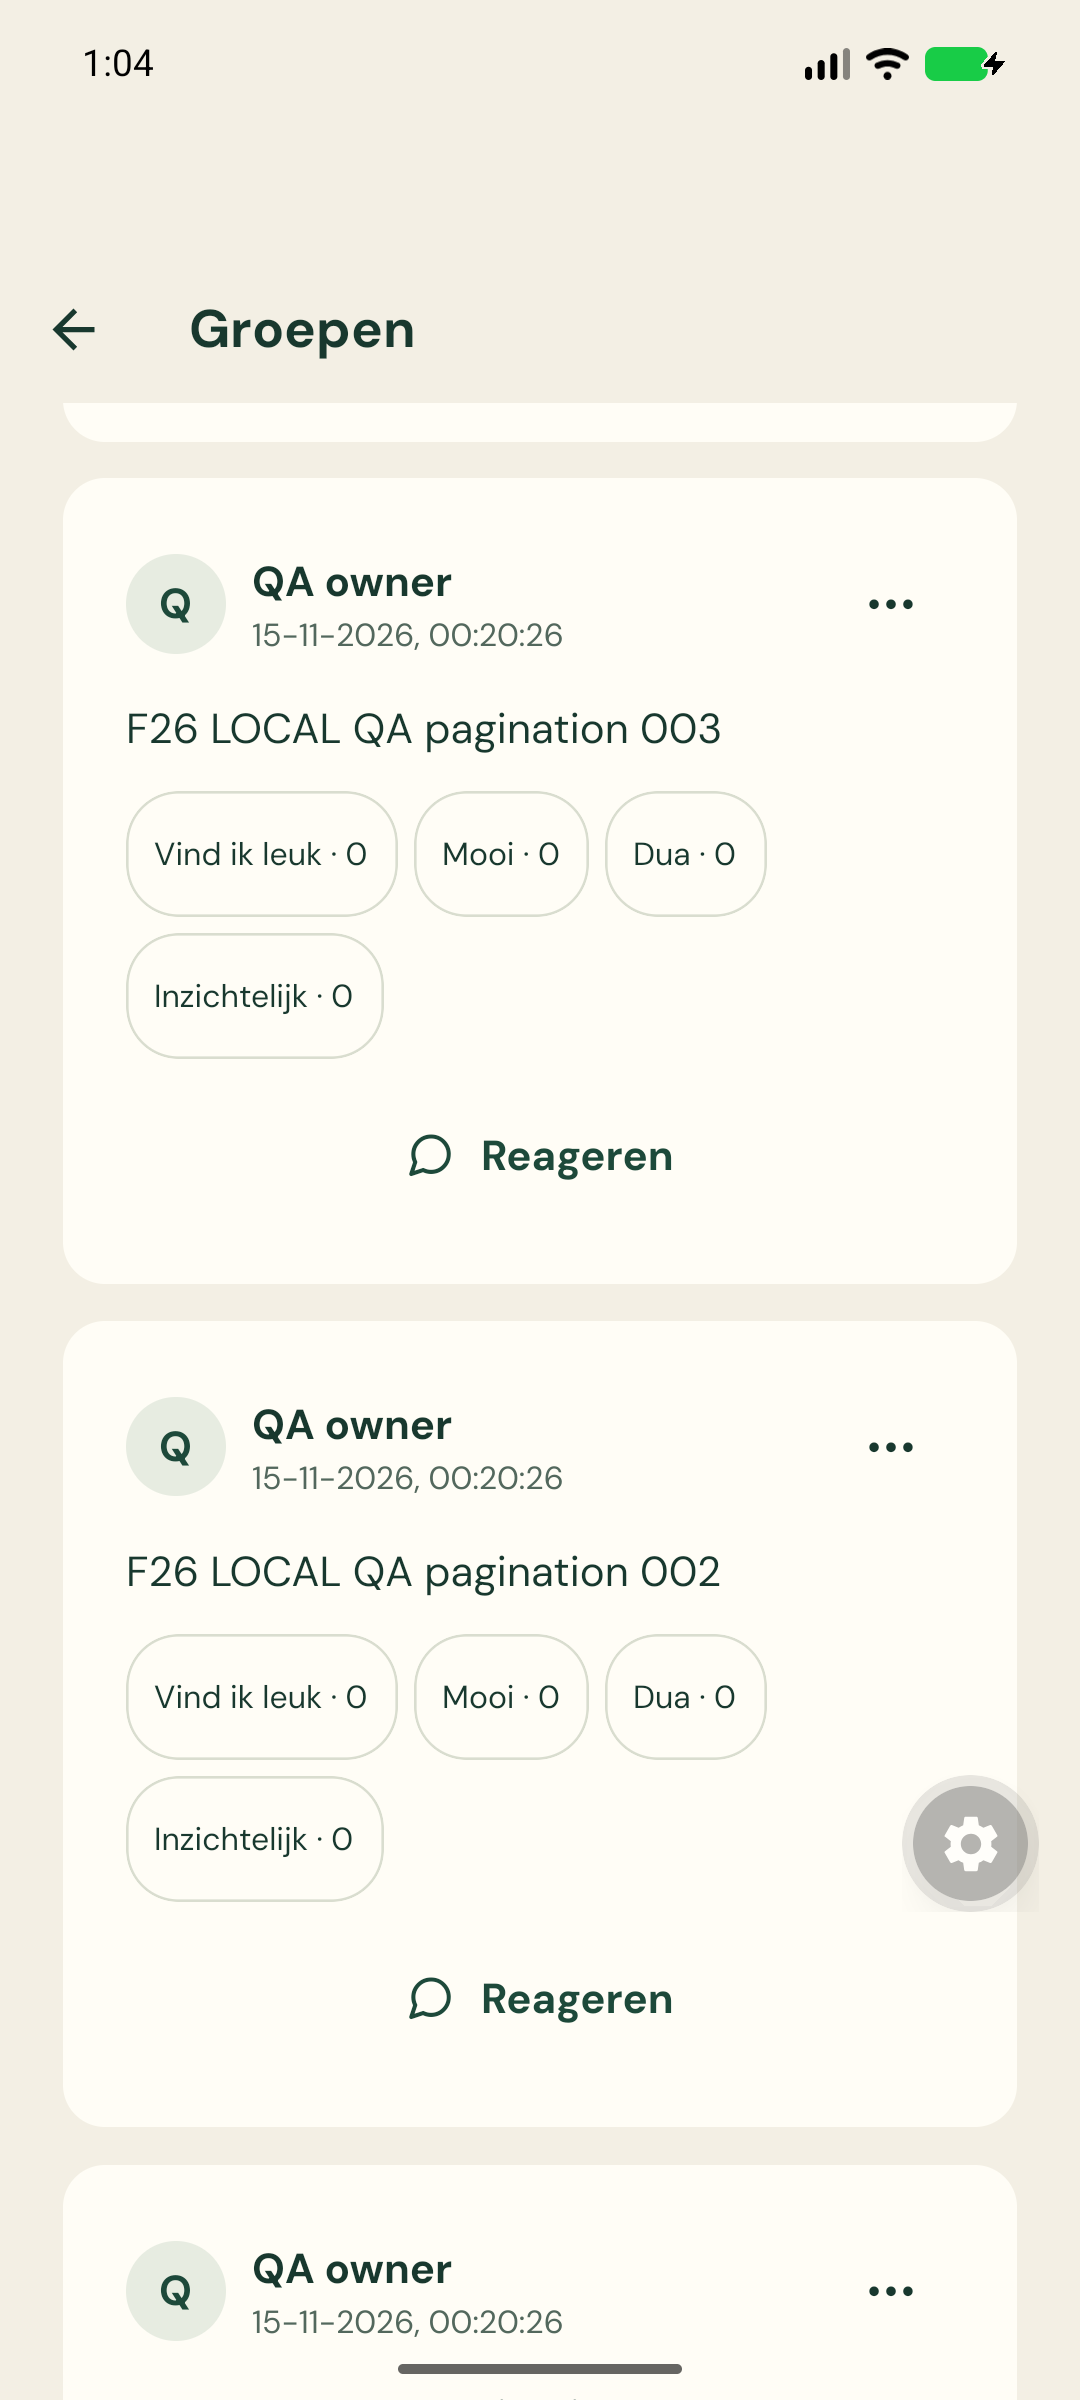 1:04
Groepen
Q
QA owner
15-11-2026, 00:20:26
F26 LOCAL QA pagination 003
Vind ik leuk · 0
Mooi · 0
Dua · 0
Inzichtelijk · 0
Reageren
Q
QA owner
15-11-2026, 00:20:26
F26 LOCAL QA pagination 002
Vind ik leuk · 0
Mooi · 0
Dua · 0
Inzichtelijk · 0
Reageren
Q
QA owner
15-11-2026, 00:20:26